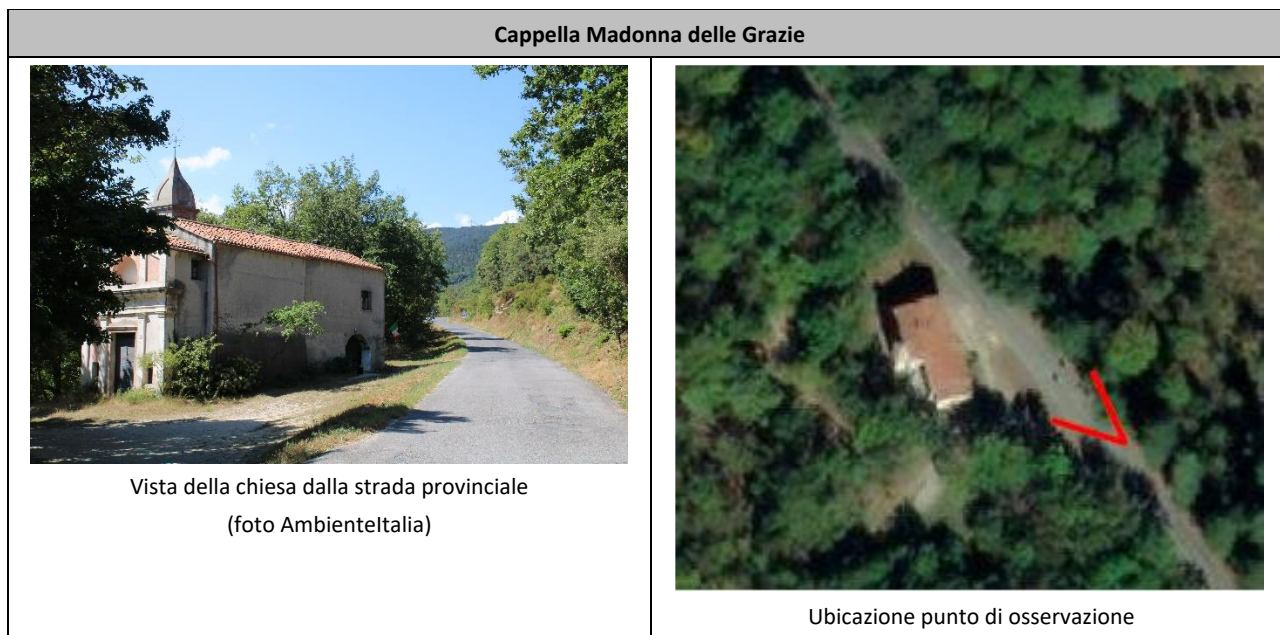 Cappella Madonna delle Grazie
Vista della chiesa dalla strada provinciale
(foto AmbienteItalia)
Ubicazione punto di osservazione